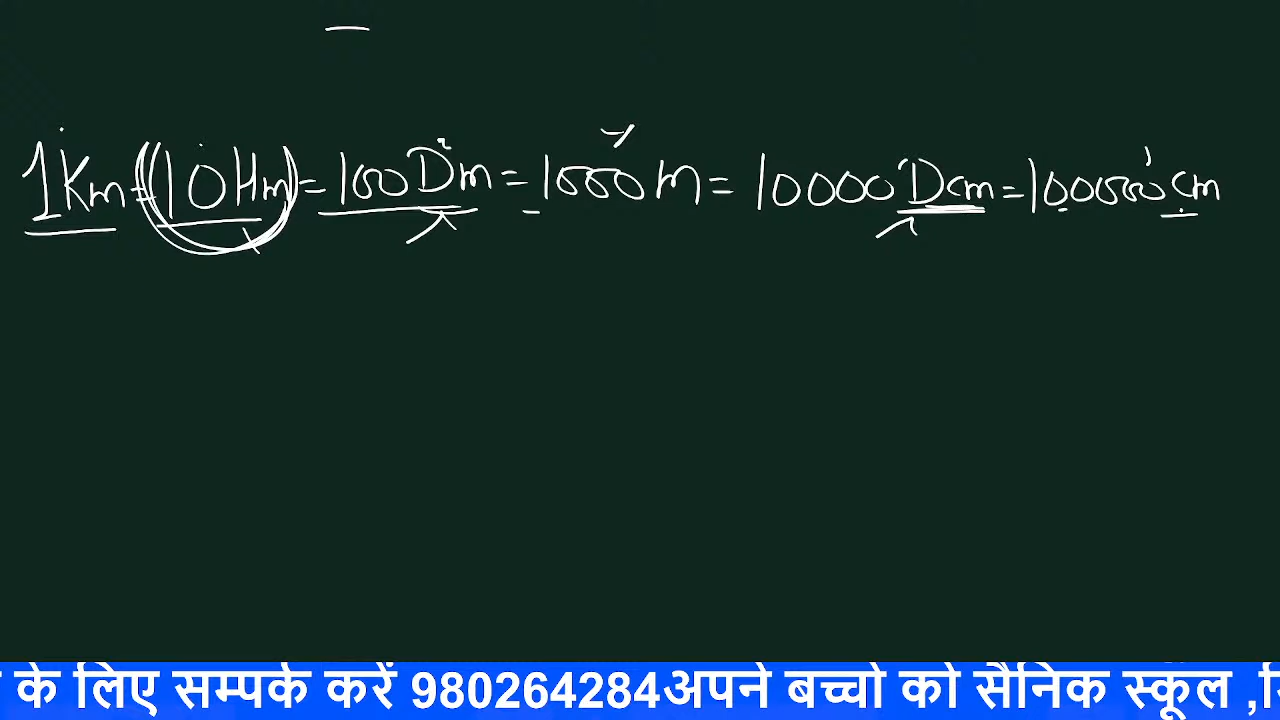 1Km = (10Hm) = 100Dm = 1000m = 10000Dcm = 100000cm
के लिए सम्पर्क करें 980264284अपने बच्चो को सैनिक स्कूल ,